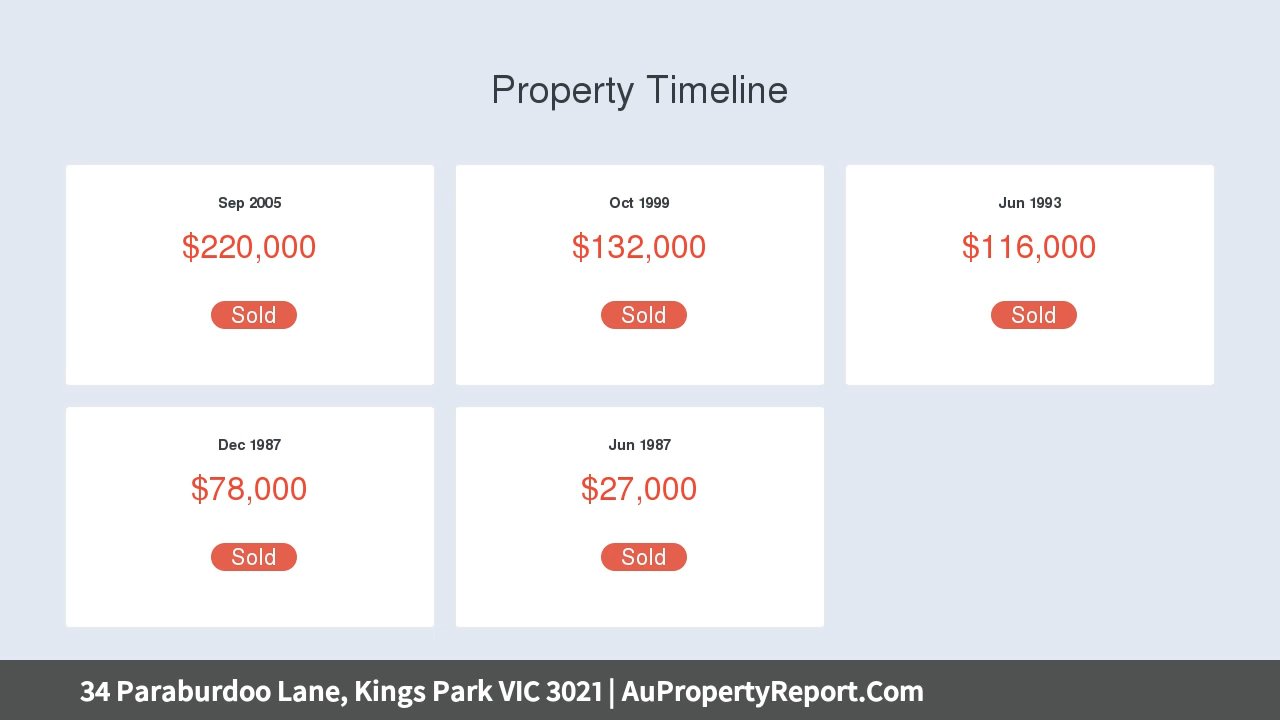 Property Timeline
Sep 2005
$220,000
Sold
Oct 1999
$132,000
Sold
Jun 1993
$116,000
Sold
Dec 1987
$78,000
Sold
Jun 1987
$27,000
Sold
34 Paraburdoo Lane, Kings Park VIC 3021 | AuPropertyReport.Com